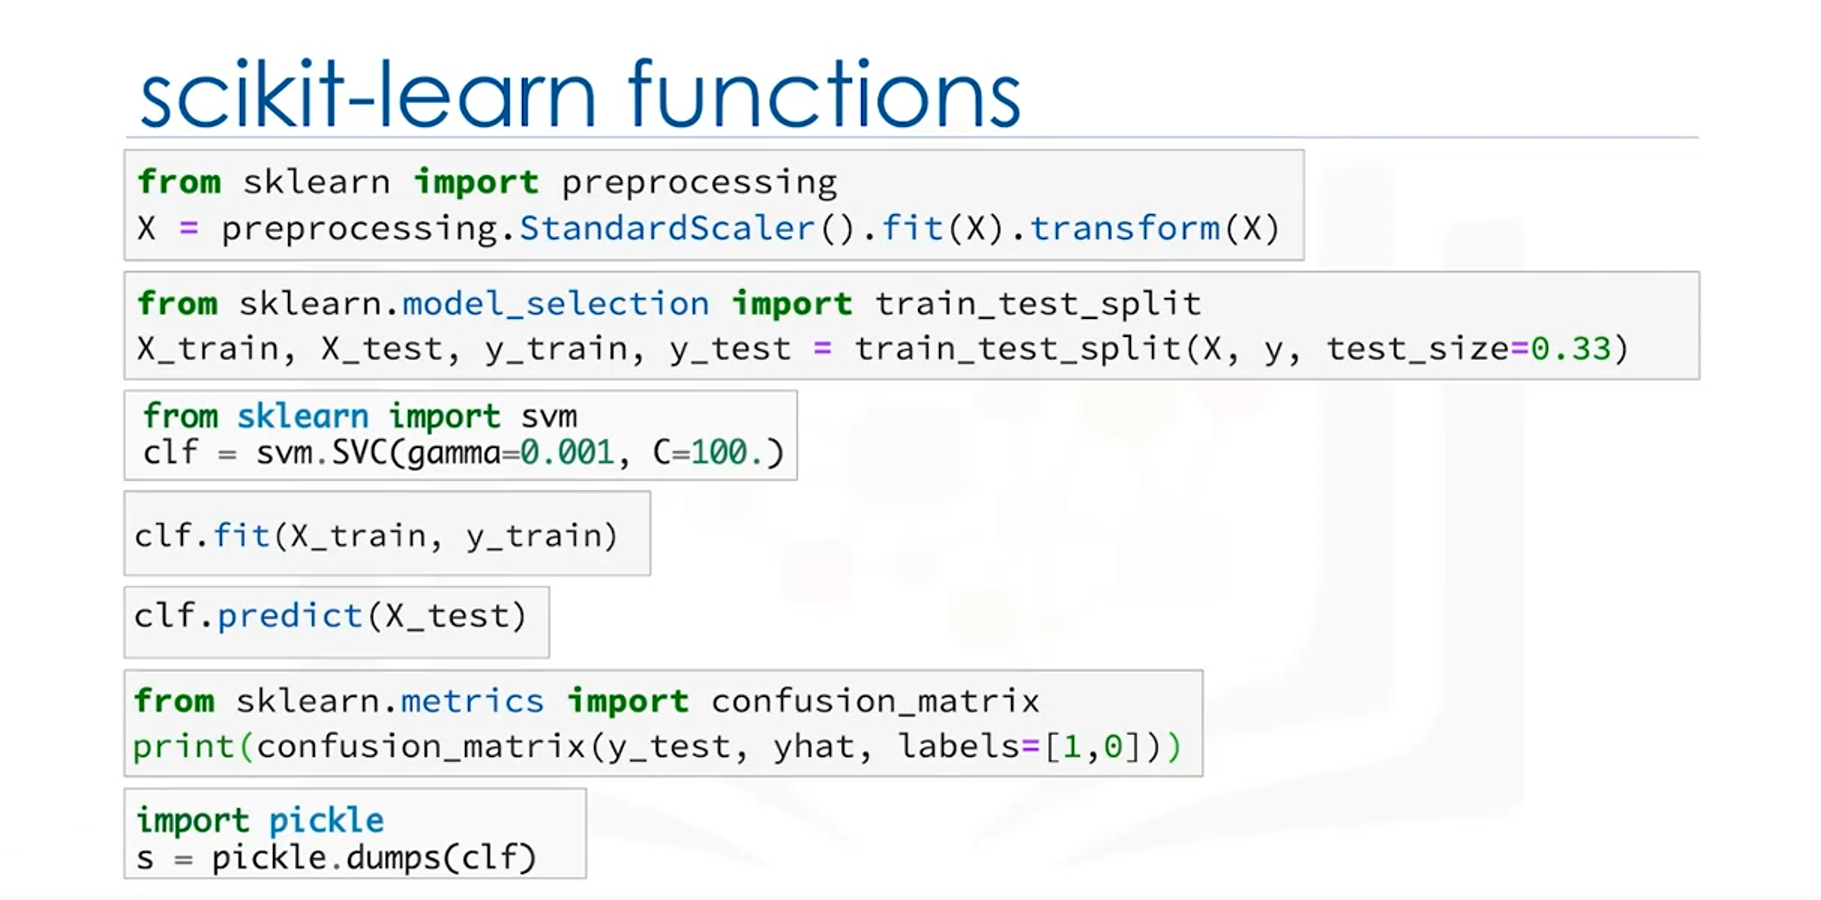 scikit-learn functions
from sklearn import preprocessing
X = preprocessing.StandardScaler().fit(X).transform(X)
from sklearn.model_selection import train_test_split
X_train, X_test, y_train, y_test = train_test_split(X, y, test_size=0.33)
from sklearn import svm
clf = svm.SVC(gamma=0.001, C=100.)
clf.fit(X_train, y_train)
clf.predict(X_test)
from sklearn.metrics import confusion_matrix
print(confusion_matrix(y_test, yhat, labels=[1,0]))
import pickle
s = pickle.dumps(clf)